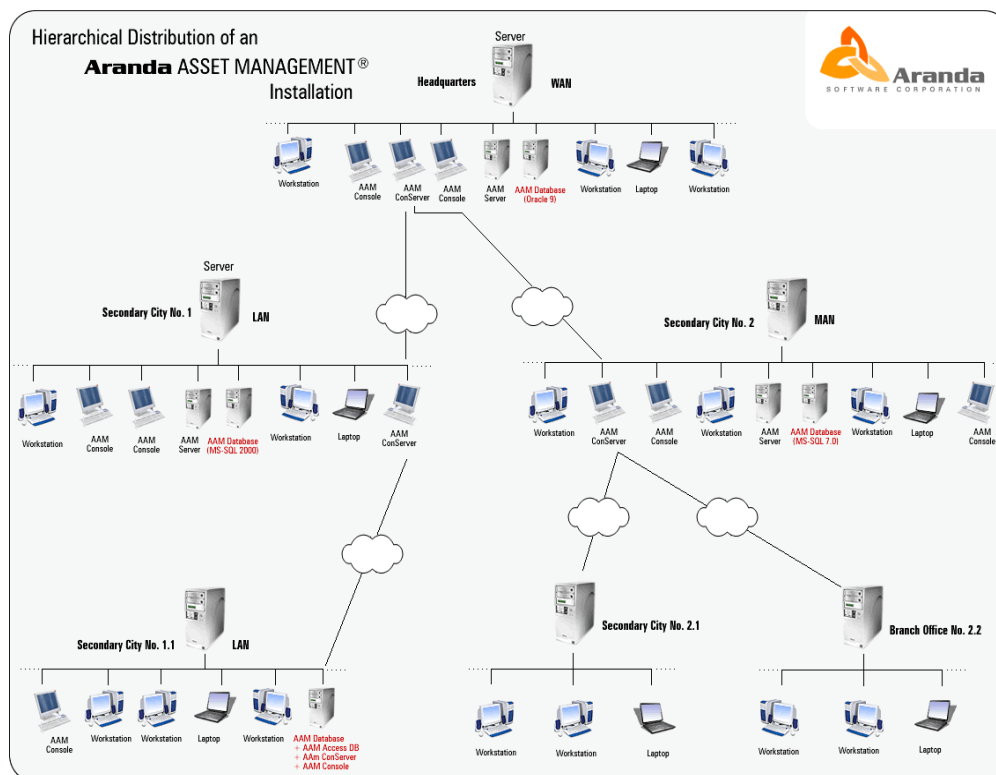 Hierarchical Distribution of an
Aranda ASSET MANAGEMENT®
Installation
Server
Headquarters
WAN
Aranda
SOFTWARE CORPORATION
Workstation
AAM
Console
AAM
ConServer
AAM
Console
AAM
Server
AAM Database
(Oracle 9)
Workstation
Laptop
Workstation
Server
Secondary City No. 1
LAN
Secondary City No. 2
MAN
Workstation
AAM
Console
AAM
Console
AAM
Server
AAM Database
(MS-SQL 2000)
Workstation
Laptop
AAM
ConServer
Workstation
AAM
ConServer
AAM
Console
Workstation
AAM
Server
AAM Database
(MS-SQL 7.0)
Workstation
Laptop
AAM
Console
Secondary City No. 1.1
LAN
Secondary City No. 2.1
Branch Office No. 2.2
AAM
Console
Workstation
Workstation
Laptop
Workstation
AAM Database
+ AAM Access DB
+ AAm ConServer
+ AAM Console
Workstation
Workstation
Laptop
Workstation
Workstation
Laptop